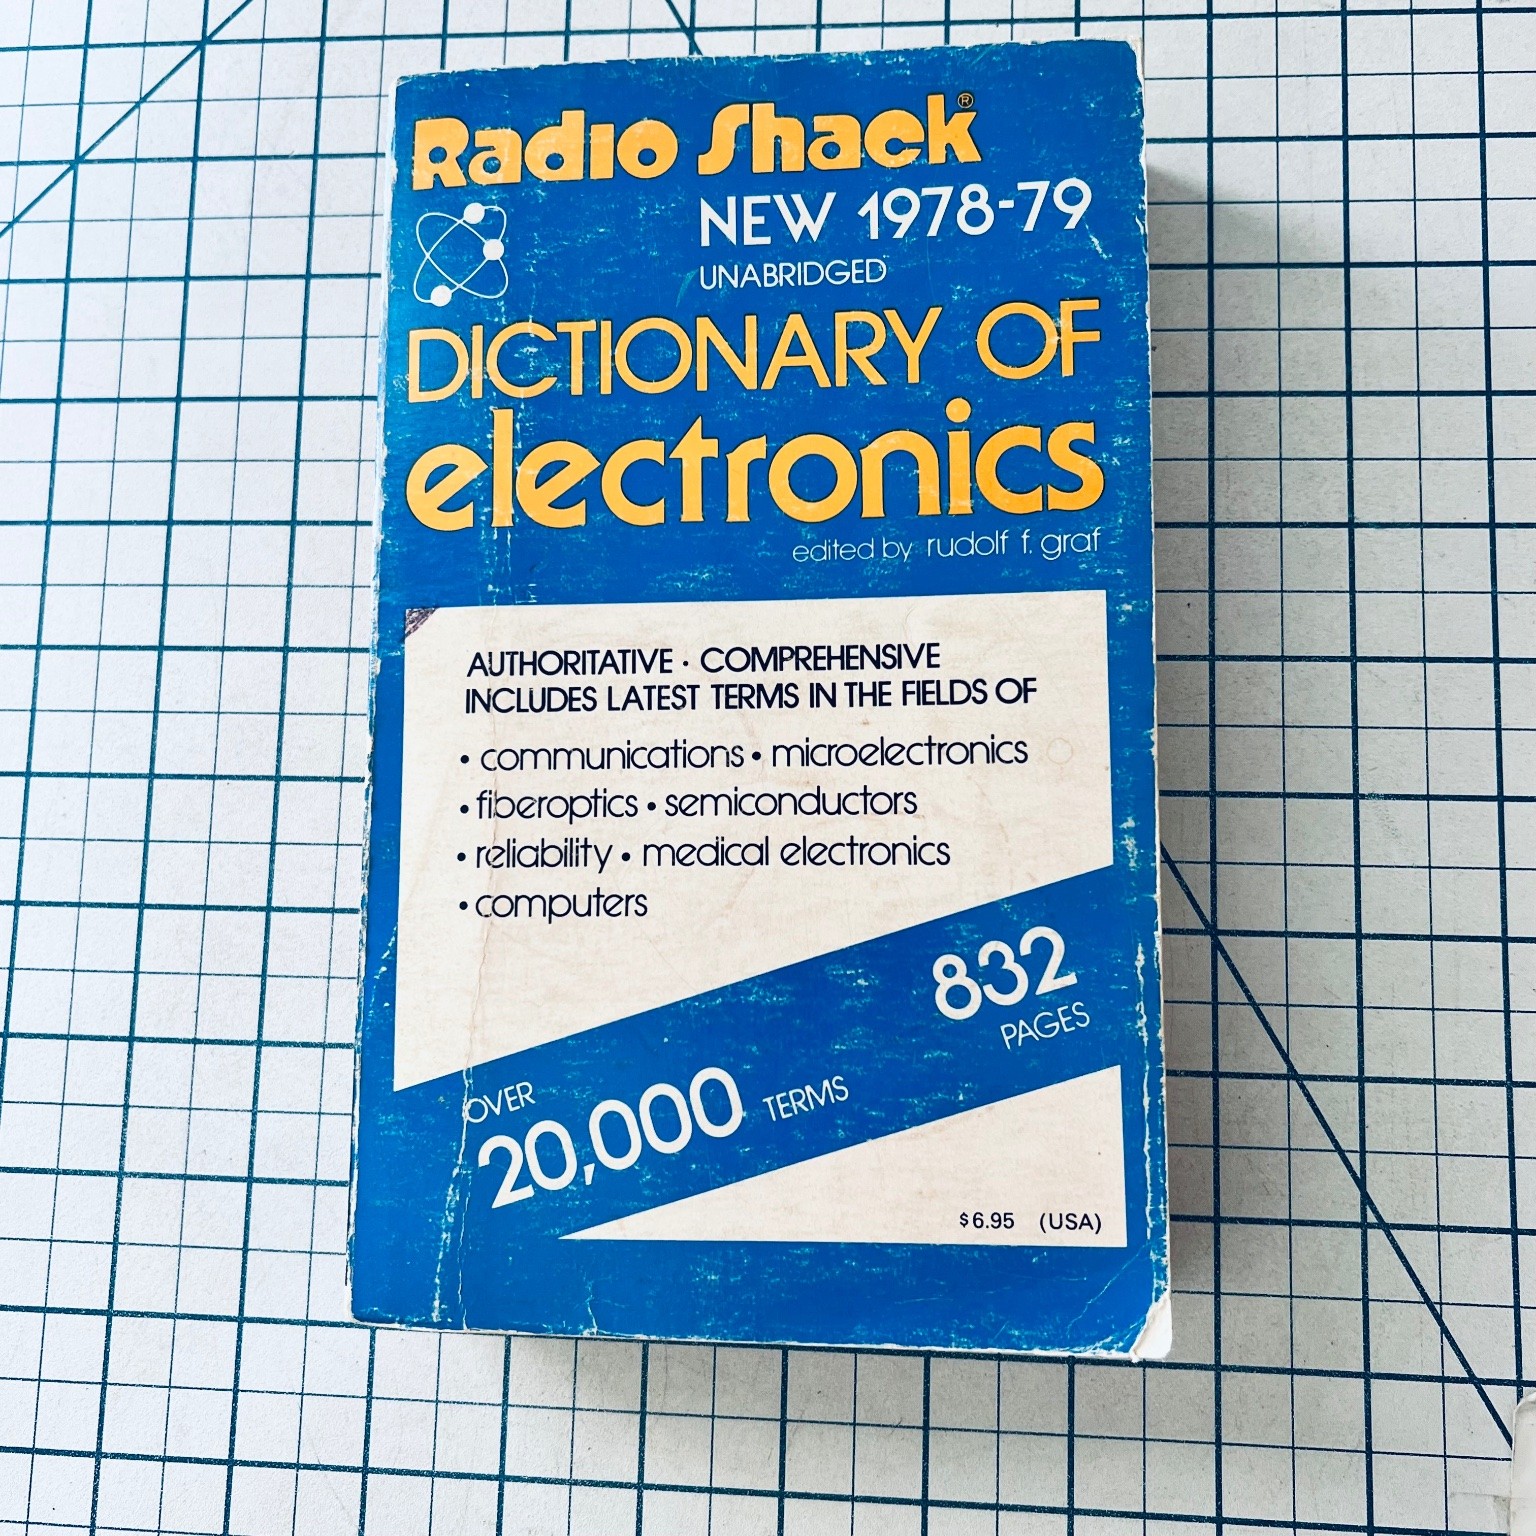 Radio Shack®
NEW 1978-79
UNABRIDGED
DICTIONARY OF
electronics
edited by rudolf f. graf
AUTHORITATIVE · COMPREHENSIVE
INCLUDES LATEST TERMS IN THE FIELDS OF
• communications • microelectronics
• fiberoptics • semiconductors
• reliability • medical electronics
• computers
832
PAGES
OVER
20,000 TERMS
$6.95 (USA)